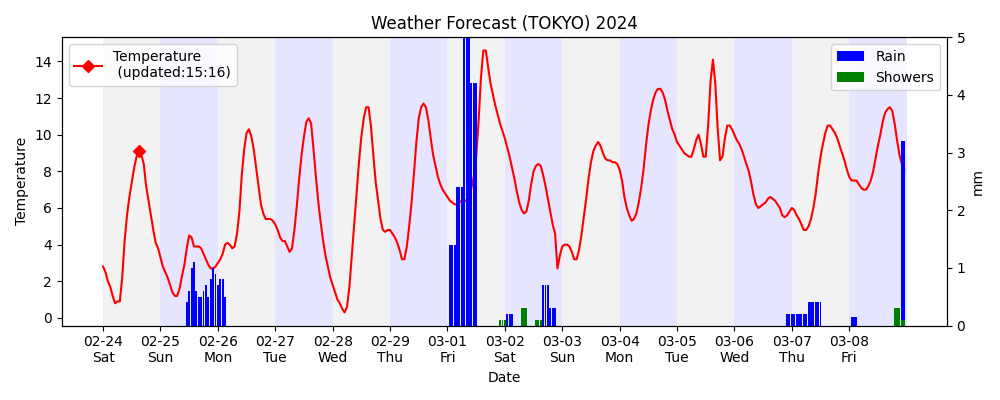 Weather Forecast (TOKYO) 2024
Temperature
(updated:15:16)
Rain
Showers
Temperature
14
12
10
8
6
4
2
0
5
4
3
2
1
0
mm
02-24 02-25 02-26 02-27 02-28 02-29 03-01 03-02 03-03 03-04 03-05 03-06 03-07 03-08
Sat Sun Mon Tue Wed Thu Fri Sat Sun Mon Tue Wed Thu Fri
Date